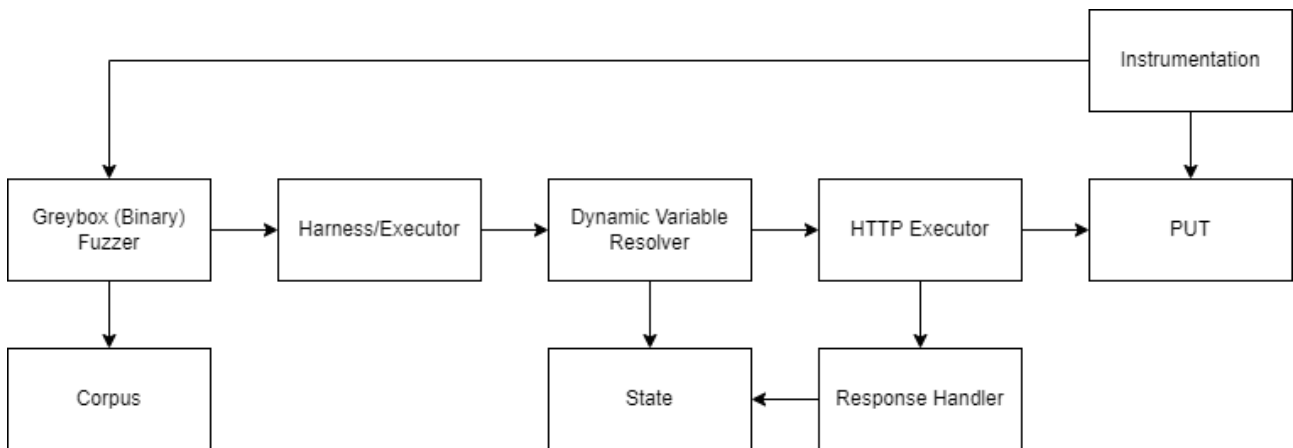 Instrumentation
Greybox (Binary)
Fuzzer
Harness/Executor
Dynamic Variable
Resolver
HTTP Executor
PUT
Corpus
State
Response Handler